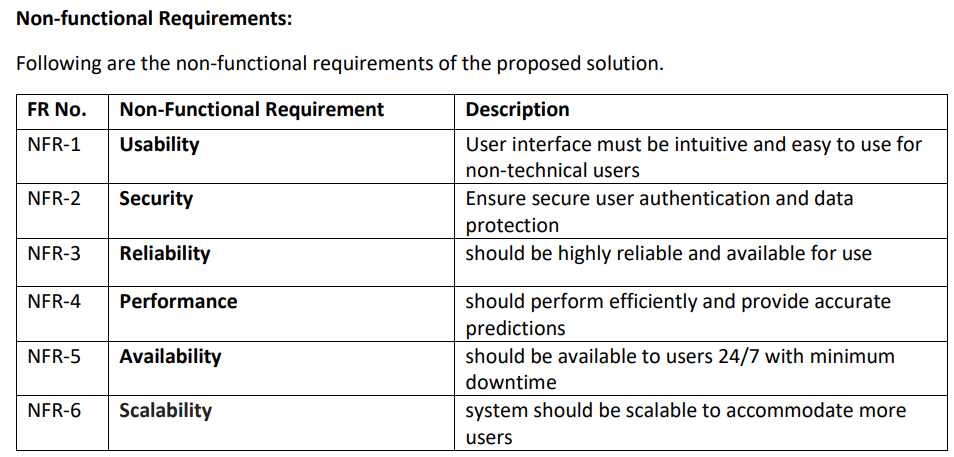 Non-functional Requirements:
Following are the non-functional requirements of the proposed solution.
FR No. Non-Functional Requirement Description
NFR-1 Usability User interface must be intuitive and easy to use for
non-technical users
NFR-2 Security Ensure secure user authentication and data
protection
NFR-3 Reliability should be highly reliable and available for use
NFR-4 Performance should perform efficiently and provide accurate
predictions
NFR-5 Availability should be available to users 24/7 with minimum
downtime
NFR-6 Scalability system should be scalable to accommodate more
users